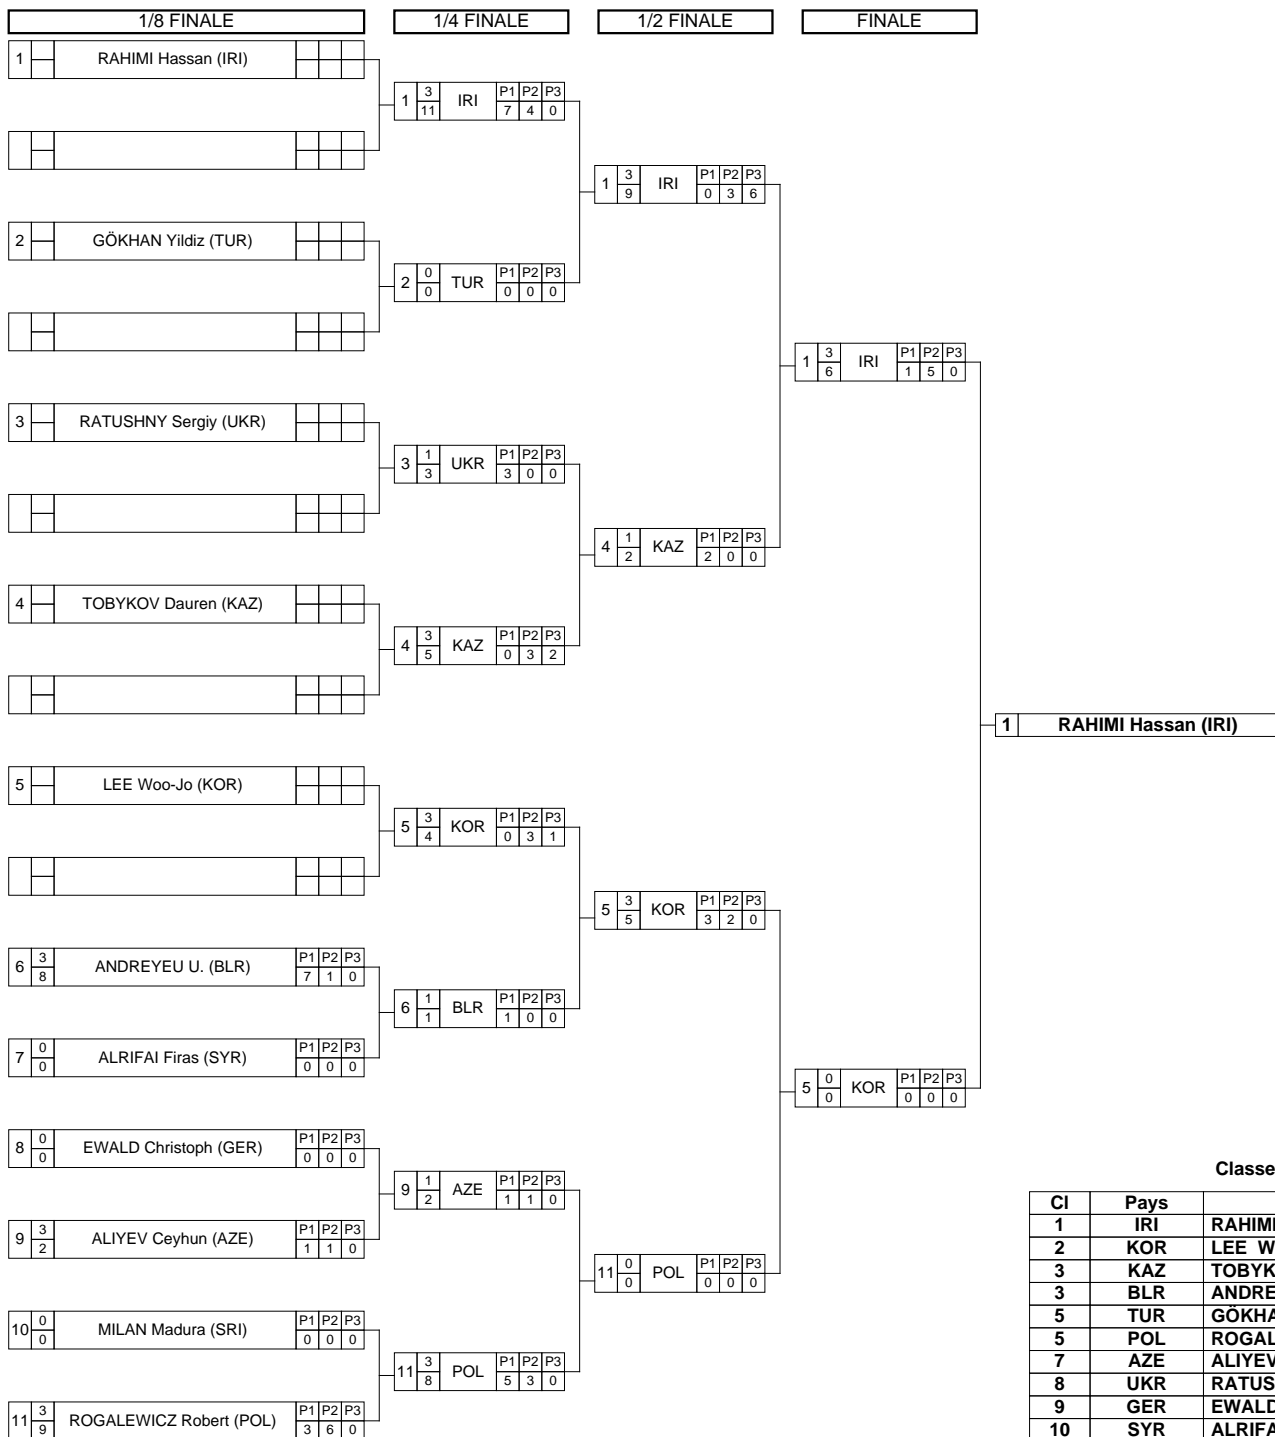 1/8 FINALE 1/4 FINALE 1/2 FINALE FINALE
1 RAHIMI Hassan (IRI)
1 3 11 IRI P1 P2 P3 7 4 0
1 3 9 IRI P1 P2 P3 0 3 6
2 GÖKHAN Yildiz (TUR)
2 0 0 TUR P1 P2 P3 0 0 0
1 3 6 IRI P1 P2 P3 1 5 0
3 RATUSHNY Sergiy (UKR)
3 1 3 UKR P1 P2 P3 3 0 0
4 1 2 KAZ P1 P2 P3 2 0 0
4 TOBYKOV Dauren (KAZ)
4 3 5 KAZ P1 P2 P3 0 3 2
1 RAHIMI Hassan (IRI)
5 LEE Woo-Jo (KOR)
5 3 4 KOR P1 P2 P3 0 3 1
5 3 5 KOR P1 P2 P3 3 2 0
6 3 8 ANDREYEU U. (BLR) P1 P2 P3 7 1 0
6 1 1 BLR P1 P2 P3 1 0 0
7 0 0 ALRIFAI Firas (SYR) P1 P2 P3 0 0 0
5 0 0 KOR P1 P2 P3 0 0 0
8 0 0 EWALD Christoph (GER) P1 P2 P3 0 0 0
9 1 2 AZE P1 P2 P3 1 1 0
9 3 2 ALIYEV Ceyhun (AZE) P1 P2 P3 1 1 0
11 0 0 POL P1 P2 P3 0 0 0
10 0 0 MILAN Madura (SRI) P1 P2 P3 0 0 0
11 3 8 POL P1 P2 P3 5 3 0
11 3 9 ROGALEWICZ Robert (POL) P1 P2 P3 3 6 0
Classe
Cl Pays
1 IRI RAHIMI
2 KOR LEE W
3 KAZ TOBYK
3 BLR ANDRE
5 TUR GÖKHA
5 POL ROGAL
7 AZE ALIYEV
8 UKR RATUS
9 GER EWALD
10 SYR ALRIFA